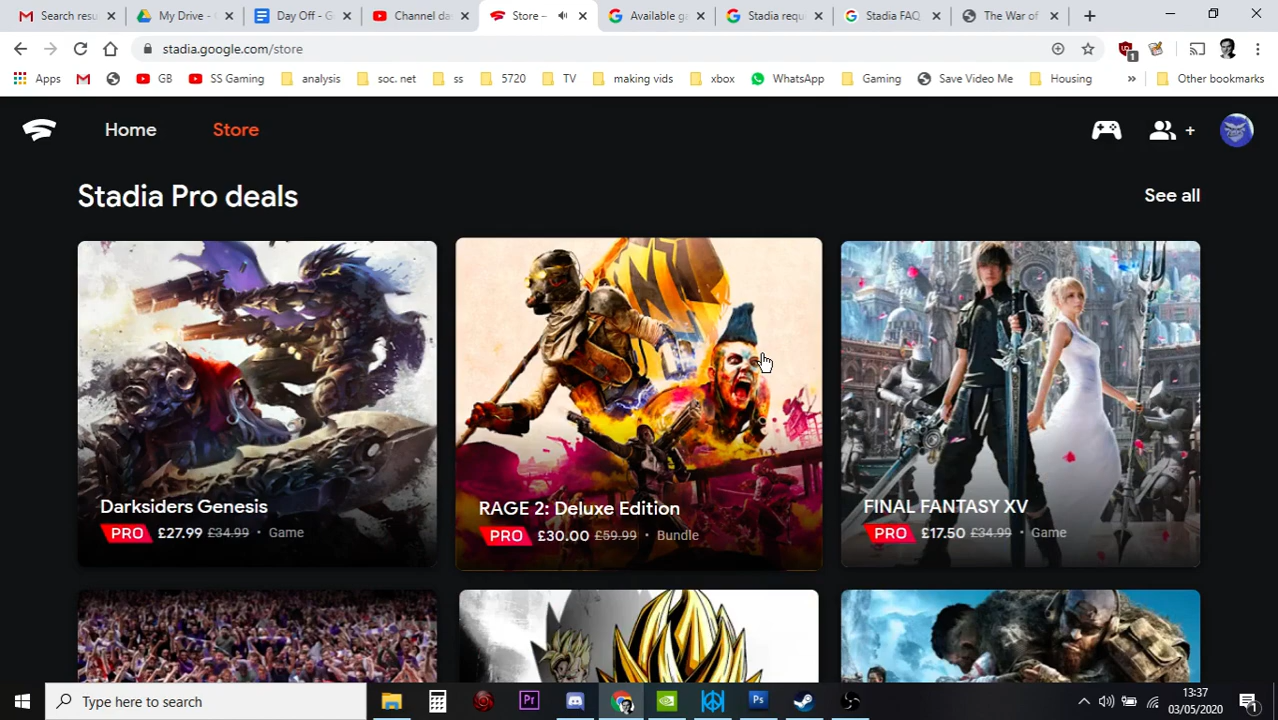 Search resu
My Drive -
Day Off - G
Channel da
Store –
Available g
Stadia requ
Stadia FAQ
The War of
stadia.google.com/store
1
Apps
GB
SS Gaming
analysis
soc. net
ss
5720
TV
making vids
xbox
WhatsApp
Gaming
Save Video Me
Housing
»
Other bookmarks
Home
Store
+
Stadia Pro deals
See all
Darksiders Genesis
PRO £27.99 £34.99 • Game
RAGE 2: Deluxe Edition
PRO £30.00 £59.99 • Bundle
FINAL FANTASY XV
PRO £17.50 £34.99 • Game
Type here to search
Pr
Ps
13:37
03/05/2020
1